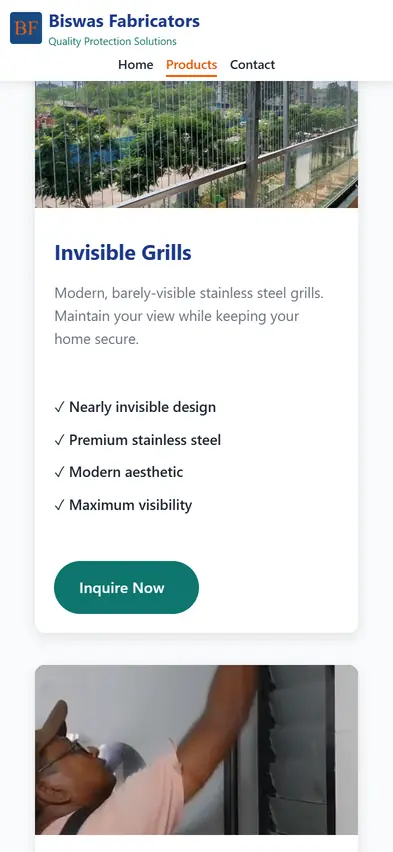 BF
Biswas Fabricators
Quality Protection Solutions
Home Products Contact
Invisible Grills
Modern, barely-visible stainless steel grills.
Maintain your view while keeping your
home secure.
✓ Nearly invisible design
✓ Premium stainless steel
✓ Modern aesthetic
✓ Maximum visibility
Inquire Now